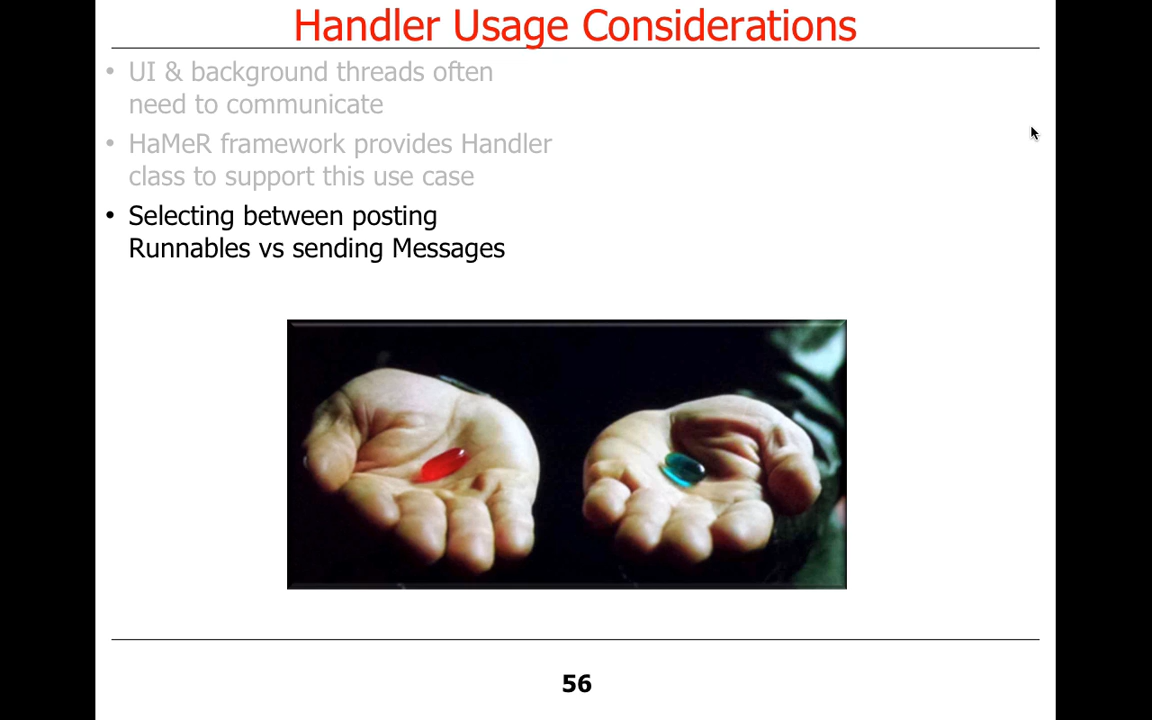 Handler Usage Considerations
• UI & background threads often
need to communicate
• HaMeR framework provides Handler
class to support this use case
• Selecting between posting
Runnables vs sending Messages
56